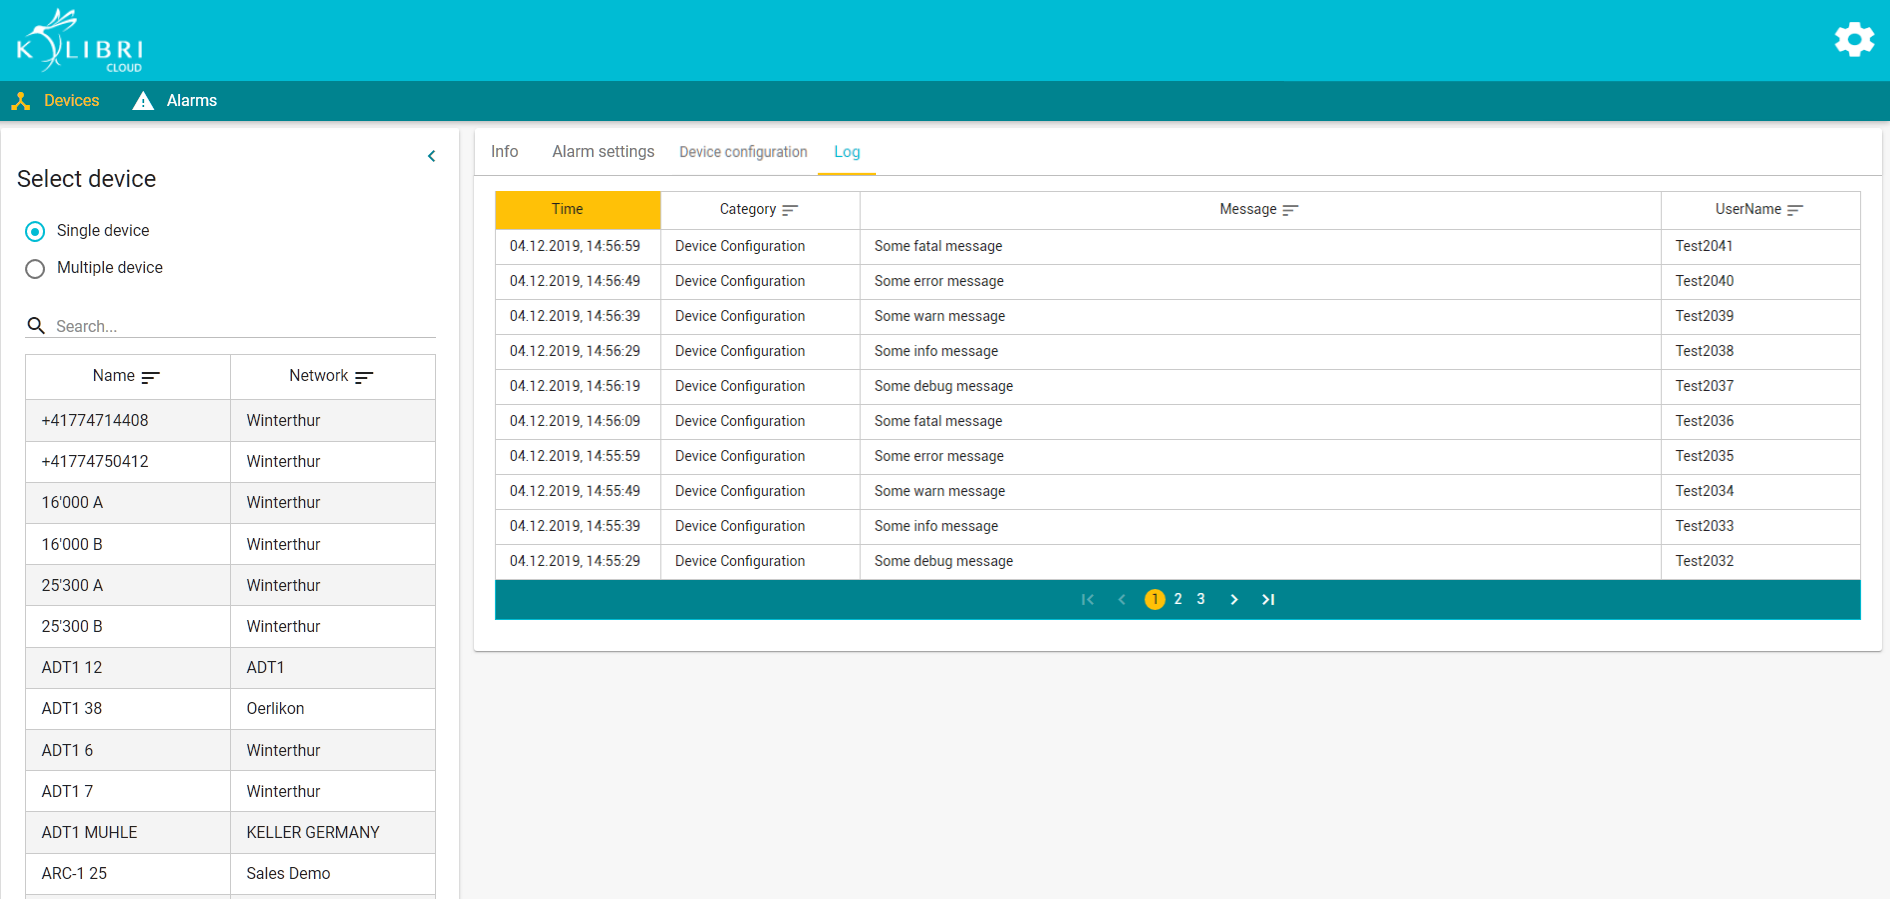 KOLIBRI
CLOUD
Devices
Alarms
Select device
Single device
Multiple device
Search...
Name Network
+41774714408 Winterthur
+41774750412 Winterthur
16'000 A Winterthur
16'000 B Winterthur
25'300 A Winterthur
25'300 B Winterthur
ADT1 12 ADT1
ADT1 38 Oerlikon
ADT1 6 Winterthur
ADT1 7 Winterthur
ADT1 MUHLE KELLER GERMANY
ARC-1 25 Sales Demo
Info Alarm settings Device configuration Log
Time Category Message UserName
04.12.2019, 14:56:59 Device Configuration Some fatal message Test2041
04.12.2019, 14:56:49 Device Configuration Some error message Test2040
04.12.2019, 14:56:39 Device Configuration Some warn message Test2039
04.12.2019, 14:56:29 Device Configuration Some info message Test2038
04.12.2019, 14:56:19 Device Configuration Some debug message Test2037
04.12.2019, 14:56:09 Device Configuration Some fatal message Test2036
04.12.2019, 14:55:59 Device Configuration Some error message Test2035
04.12.2019, 14:55:49 Device Configuration Some warn message Test2034
04.12.2019, 14:55:39 Device Configuration Some info message Test2033
04.12.2019, 14:55:29 Device Configuration Some debug message Test2032
1 2 3